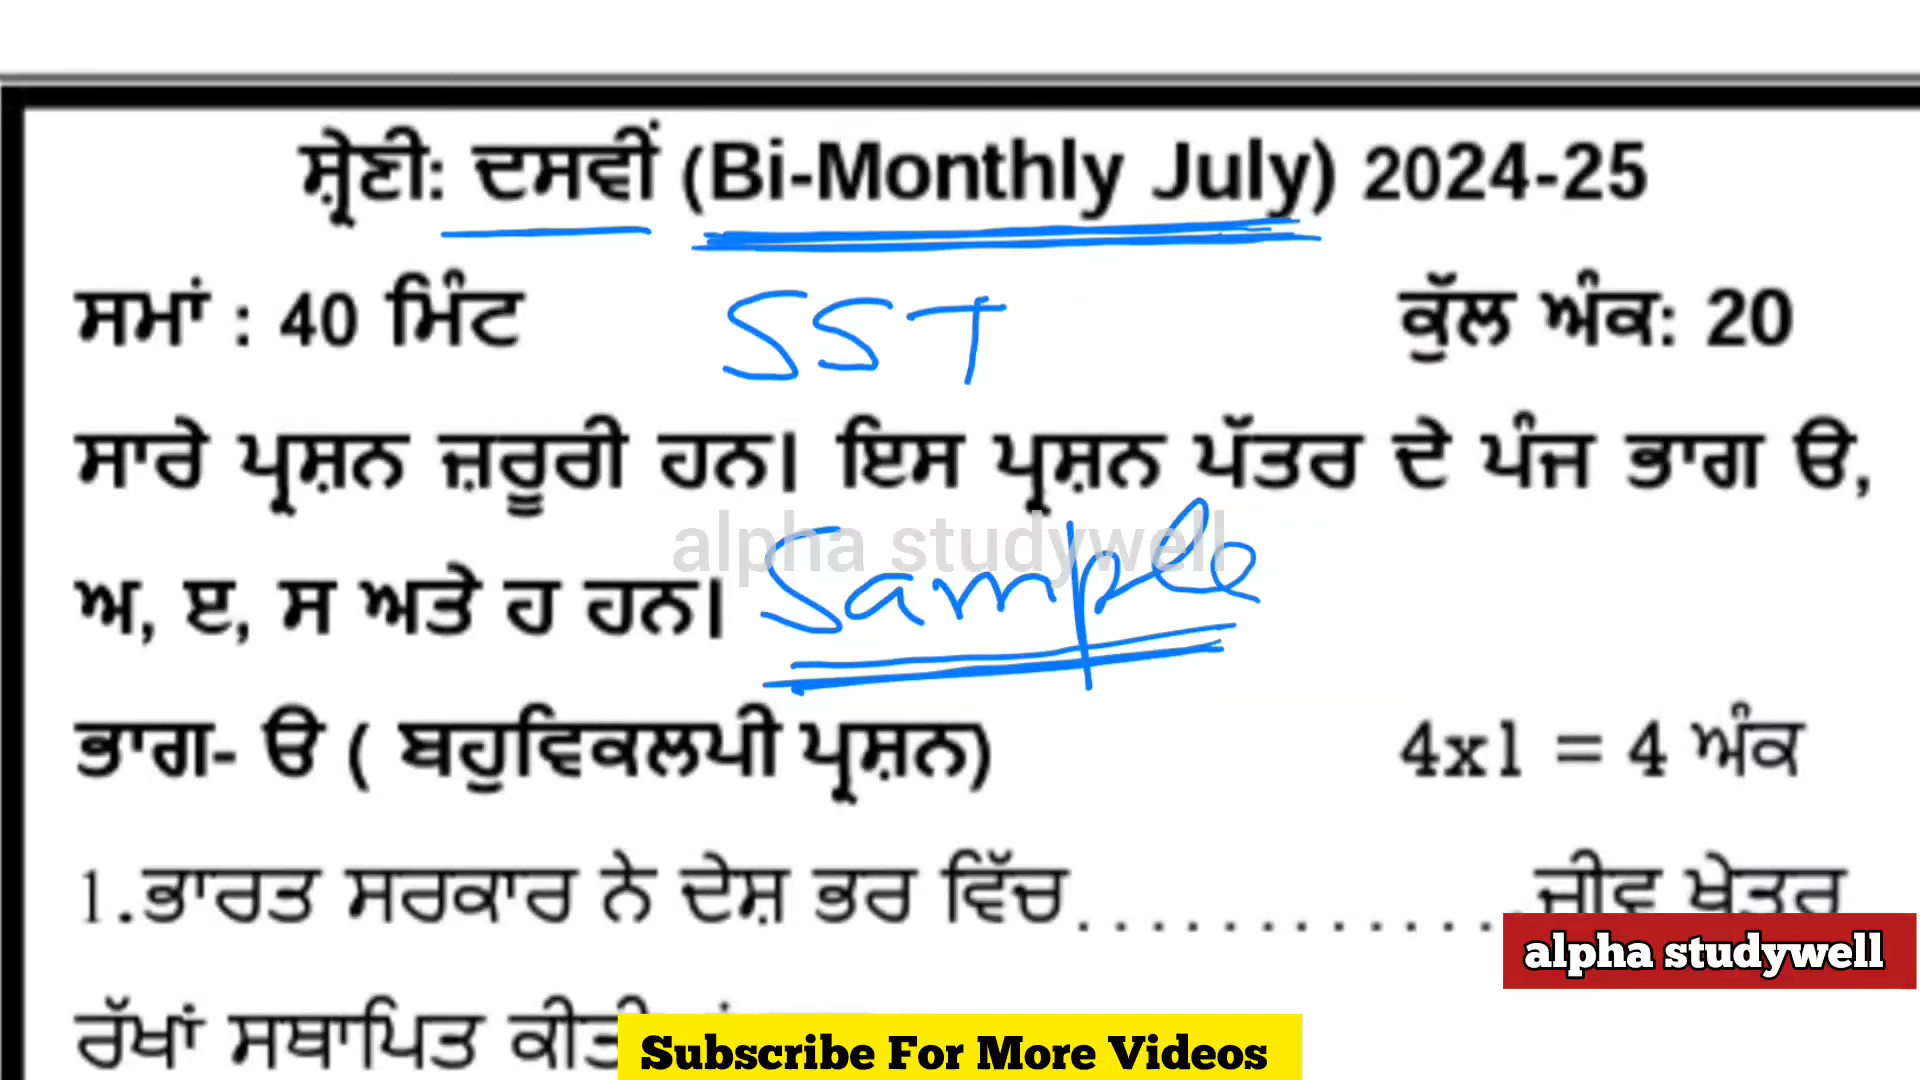 ਸ਼੍ਰੇਣੀ: ਦਸਵੀਂ (Bi-Monthly July) 2024-25
ਸਮਾਂ : 40 ਮਿੰਟ SST ਕੁੱਲ ਅੰਕ: 20
ਸਾਰੇ ਪ੍ਰਸ਼ਨ ਜ਼ਰੂਰੀ ਹਨ। ਇਸ ਪ੍ਰਸ਼ਨ ਪੱਤਰ ਦੇ ਪੰਜ ਭਾਗ ੳ,
alpha studywell
ਅ, ੲ, ਸ ਅਤੇ ਹ ਹਨ। Sample
ਭਾਗ- ੳ ( ਬਹੁਵਿਕਲਪੀ ਪ੍ਰਸ਼ਨ) 4x1 = 4 ਅੰਕ
1.ਭਾਰਤ ਸਰਕਾਰ ਨੇ ਦੇਸ਼ ਭਰ ਵਿੱਚ..............ਜੀਵ ਖੇਤਰ
alpha studywell
ਰੱਖਾਂ ਸਥਾਪਿਤ
Subscribe For More Videos